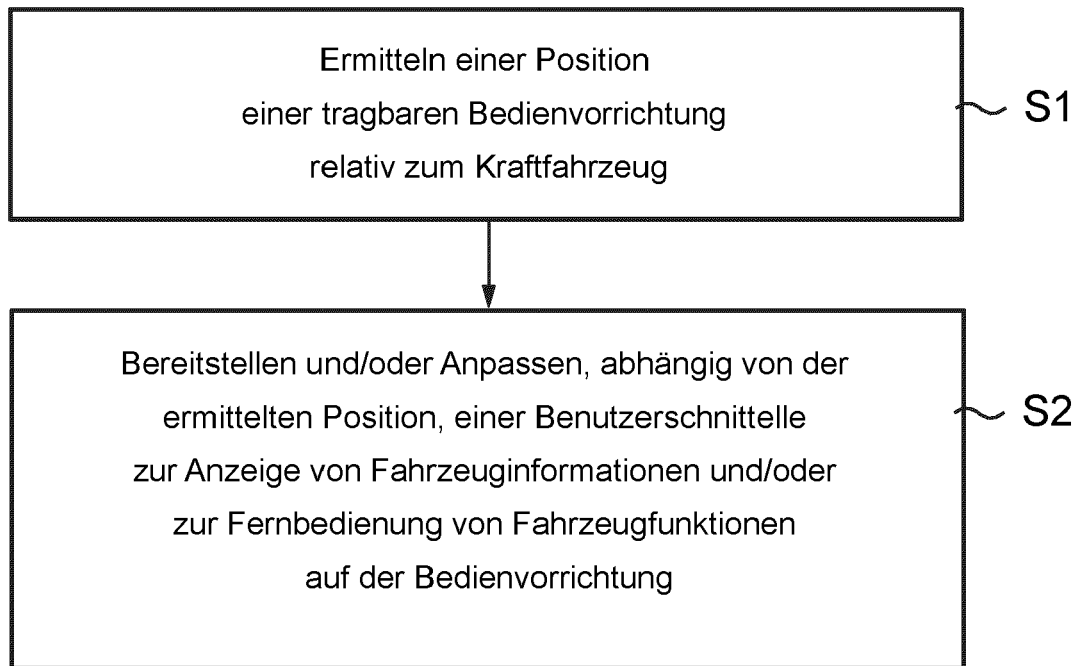 Ermitteln einer Position
einer tragbaren Bedienvorrichtung
relativ zum Kraftfahrzeug
S1
Bereitstellen und/oder Anpassen, abhängig von der
ermittelten Position, einer Benutzerschnittelle
zur Anzeige von Fahrzeuginformationen und/oder
zur Fernbedienung von Fahrzeugfunktionen
auf der Bedienvorrichtung
S2